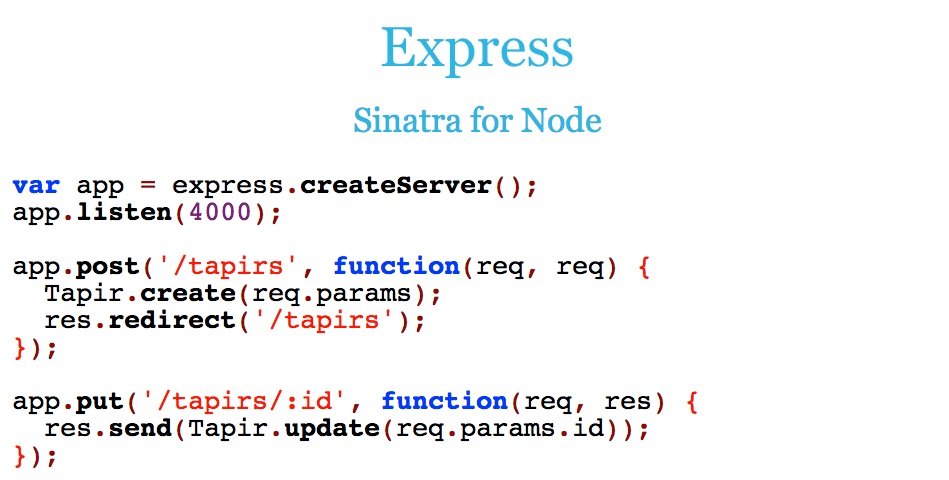 Express
Sinatra for Node
var app = express.createServer();
app.listen(4000);
app.post('/tapirs', function(req, req) {
  Tapir.create(req.params);
  res.redirect('/tapirs');
});
app.put('/tapirs/:id', function(req, res) {
  res.send(Tapir.update(req.params.id));
});